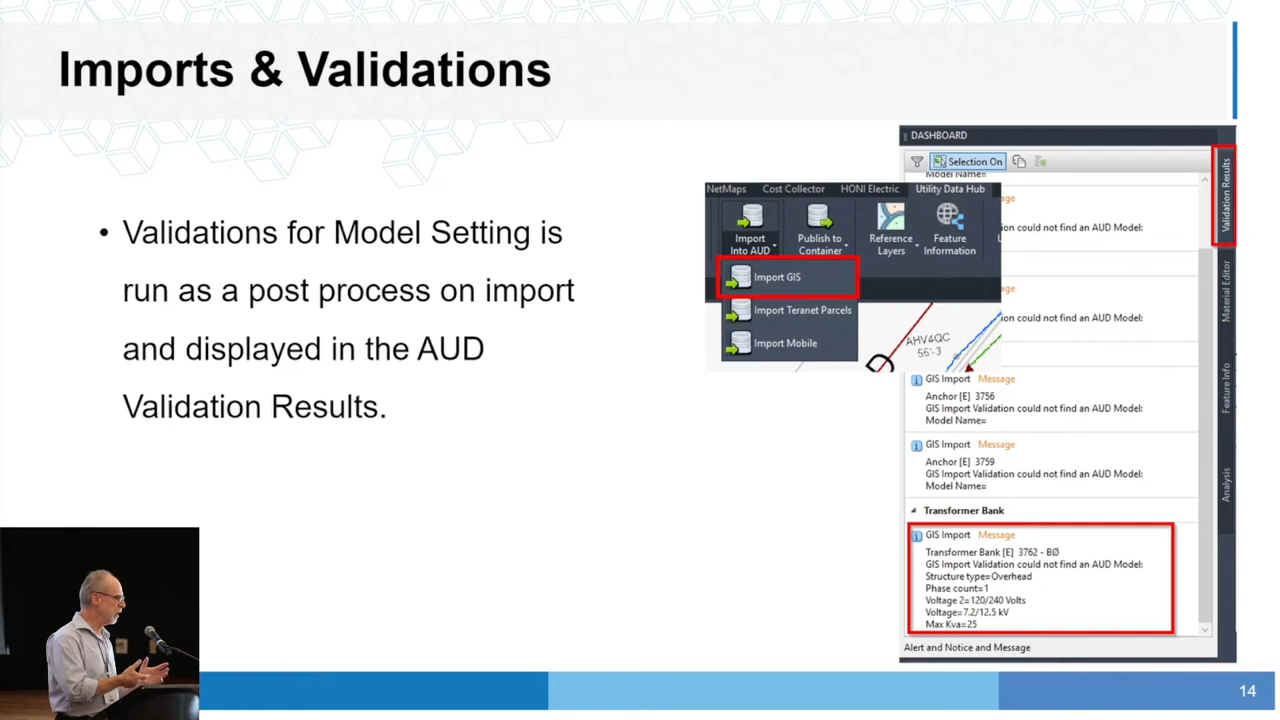 Imports & Validations
• Validations for Model Setting is
run as a post process on import
and displayed in the AUD
Validation Results.
NetMaps Cost Collector HONI Electric Utility Data Hub
Import Into AUD
Publish to Container
Reference Layers
Feature Information
Import GIS
Import Teranet Parcels
Import Mobile
AHV4QC
55'-3
DASHBOARD
Selection On
Model Name=
ge
could not find an AUD Model:
ge
could not find an AUD Model:
GIS Import Message
Anchor [E] 3756
GIS Import Validation could not find an AUD Model:
Model Name=
GIS Import Message
Anchor [E] 3759
GIS Import Validation could not find an AUD Model:
Model Name=
Transformer Bank
GIS Import Message
Transformer Bank [E] 3762 - BØ
GIS Import Validation could not find an AUD Model:
Structure type=Overhead
Phase count=1
Voltage 2=120/240 Volts
Voltage=7.2/12.5 kV
Max Kva=25
Alert and Notice and Message
Validation Results
Material Editor
Feature Info
Analysis
14